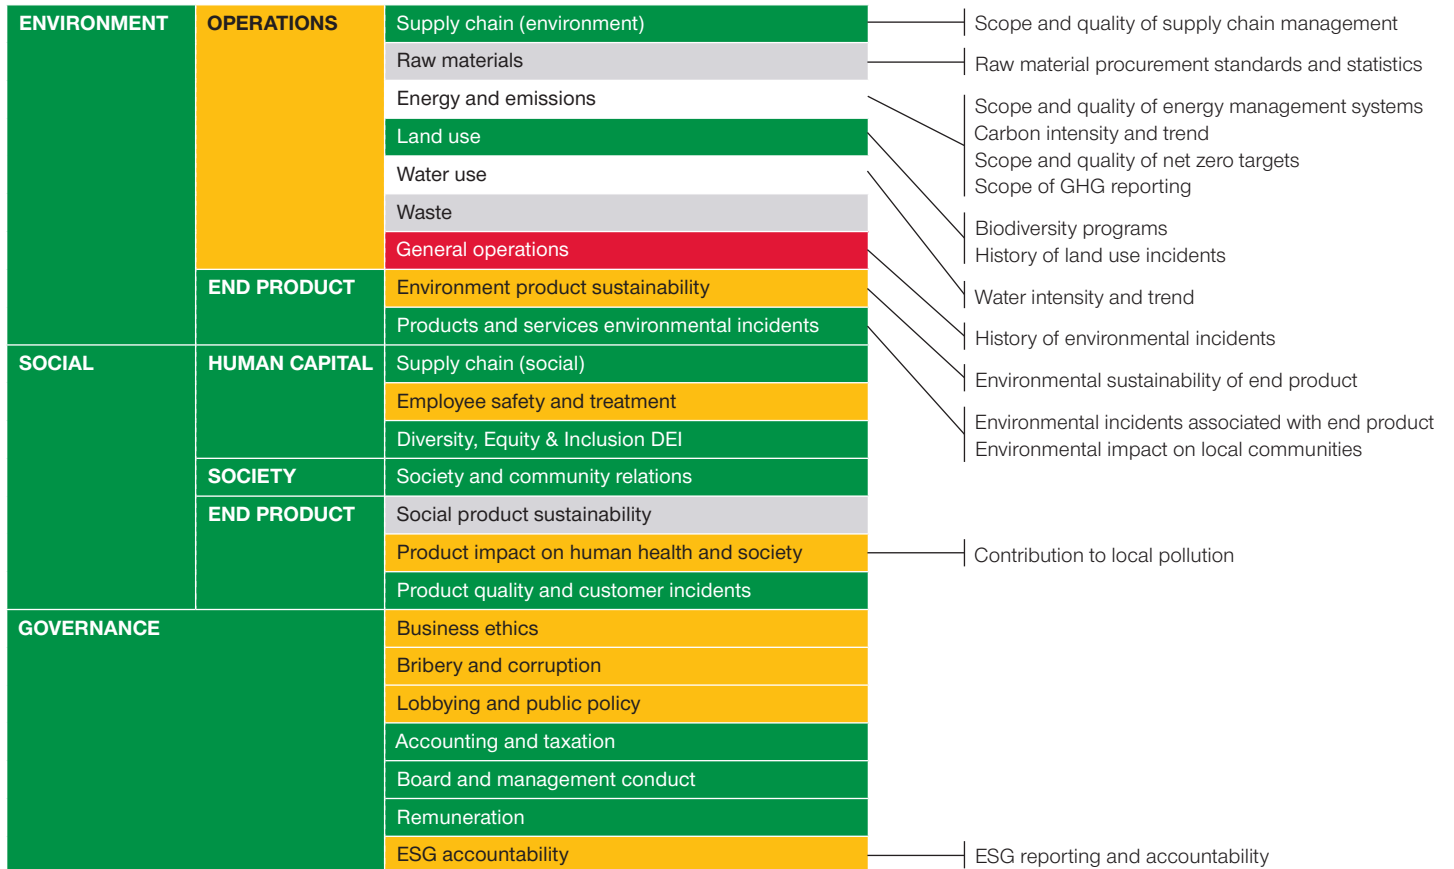 ENVIRONMENT
OPERATIONS
Supply chain (environment)
Scope and quality of supply chain management
Raw materials
Raw material procurement standards and statistics
Energy and emissions
Scope and quality of energy management systems
Carbon intensity and trend
Scope and quality of net zero targets
Scope of GHG reporting
Land use
Biodiversity programs
History of land use incidents
Water use
Water intensity and trend
Waste
General operations
History of environmental incidents
END PRODUCT
Environment product sustainability
Environmental sustainability of end product
Products and services environmental incidents
Environmental incidents associated with end product
Environmental impact on local communities
SOCIAL
HUMAN CAPITAL
Supply chain (social)
Employee safety and treatment
Diversity, Equity & Inclusion DEI
SOCIETY
Society and community relations
END PRODUCT
Social product sustainability
Product impact on human health and society
Contribution to local pollution
Product quality and customer incidents
GOVERNANCE
Business ethics
Bribery and corruption
Lobbying and public policy
Accounting and taxation
Board and management conduct
Remuneration
ESG accountability
ESG reporting and accountability